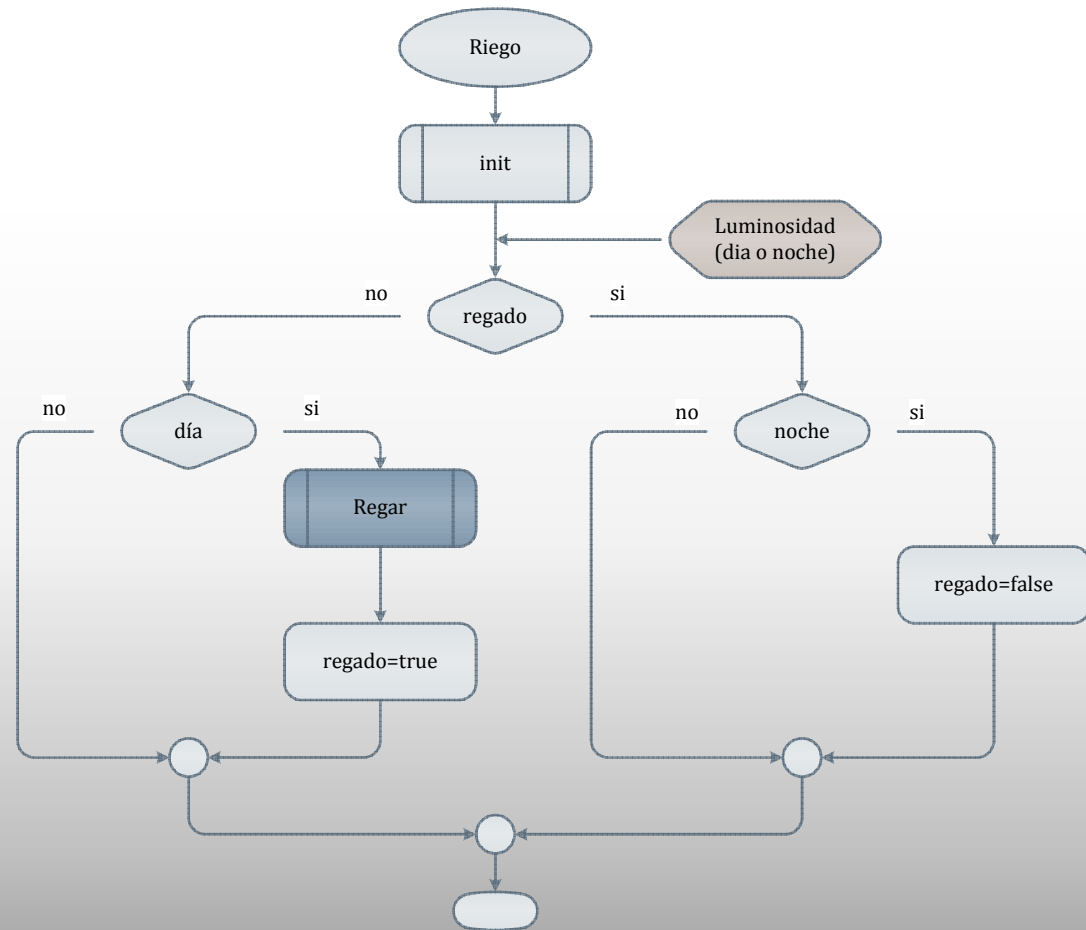 Riego
init
Luminosidad
(dia o noche)
no
si
regado
no
si
no
si
día
noche
Regar
regado=false
regado=true